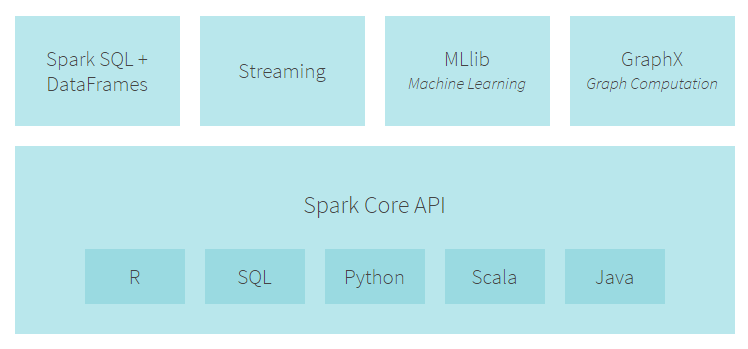 Spark SQL +
DataFrames
Streaming
MLlib
Machine Learning
GraphX
Graph Computation
Spark Core API
R
SQL
Python
Scala
Java